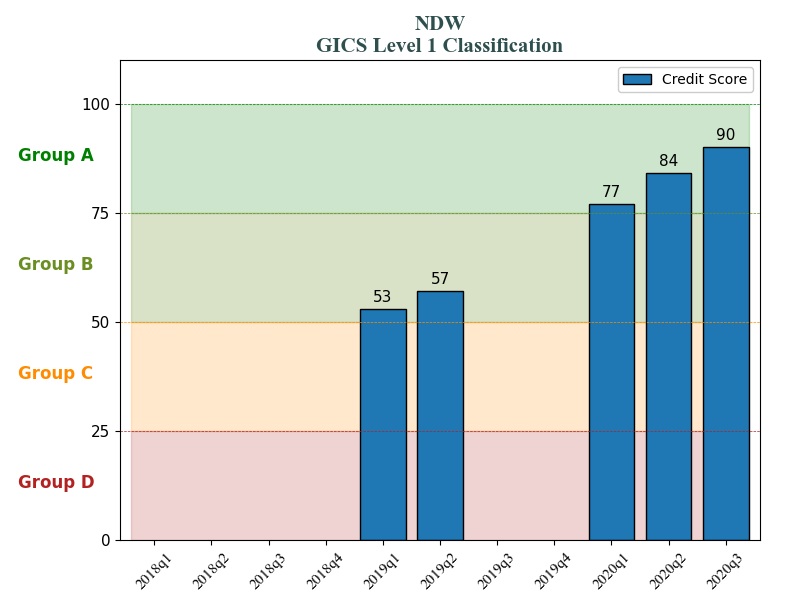 NDW
GICS Level 1 Classification
Credit Score
100
Group A
90
84
77
75
Group B
57
53
50
Group C
25
Group D
0
2018q1
2018q2
2018q3
2018q4
2019q1
2019q2
2019q3
2019q4
2020q1
2020q2
2020q3